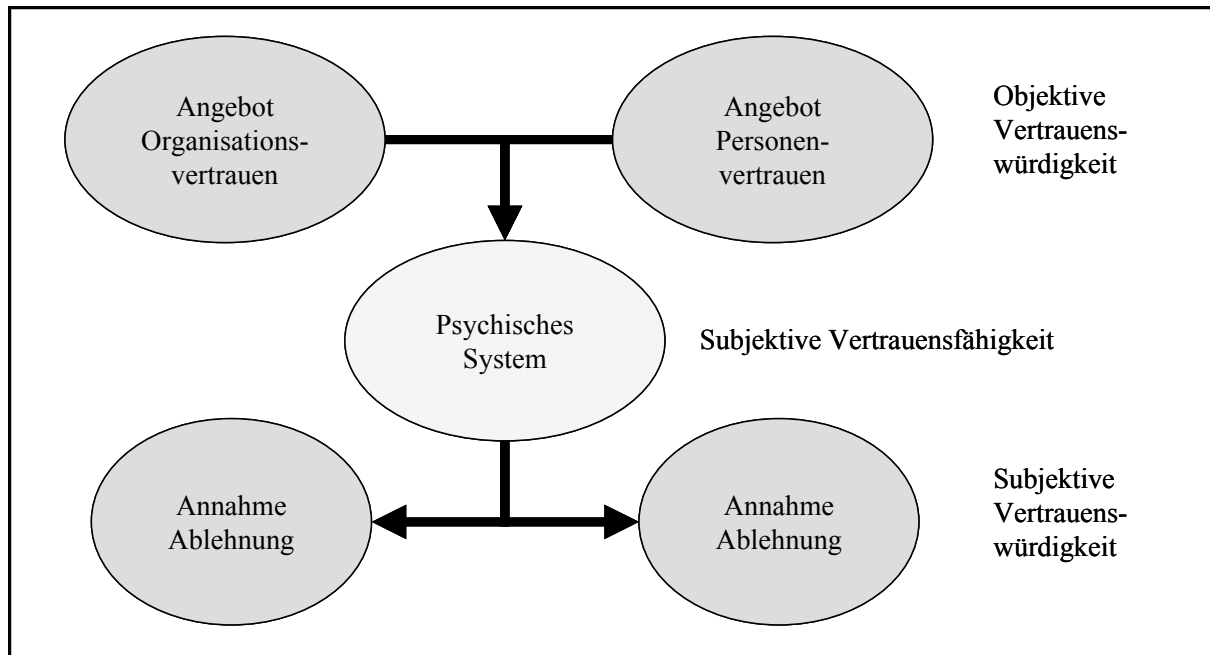 Angebot
Organisations-
vertrauen
Angebot
Personen-
vertrauen
Objektive
Vertrauens-
würdigkeit
Psychisches
System
Subjektive Vertrauensfähigkeit
Annahme
Ablehnung
Annahme
Ablehnung
Subjektive
Vertrauens-
würdigkeit